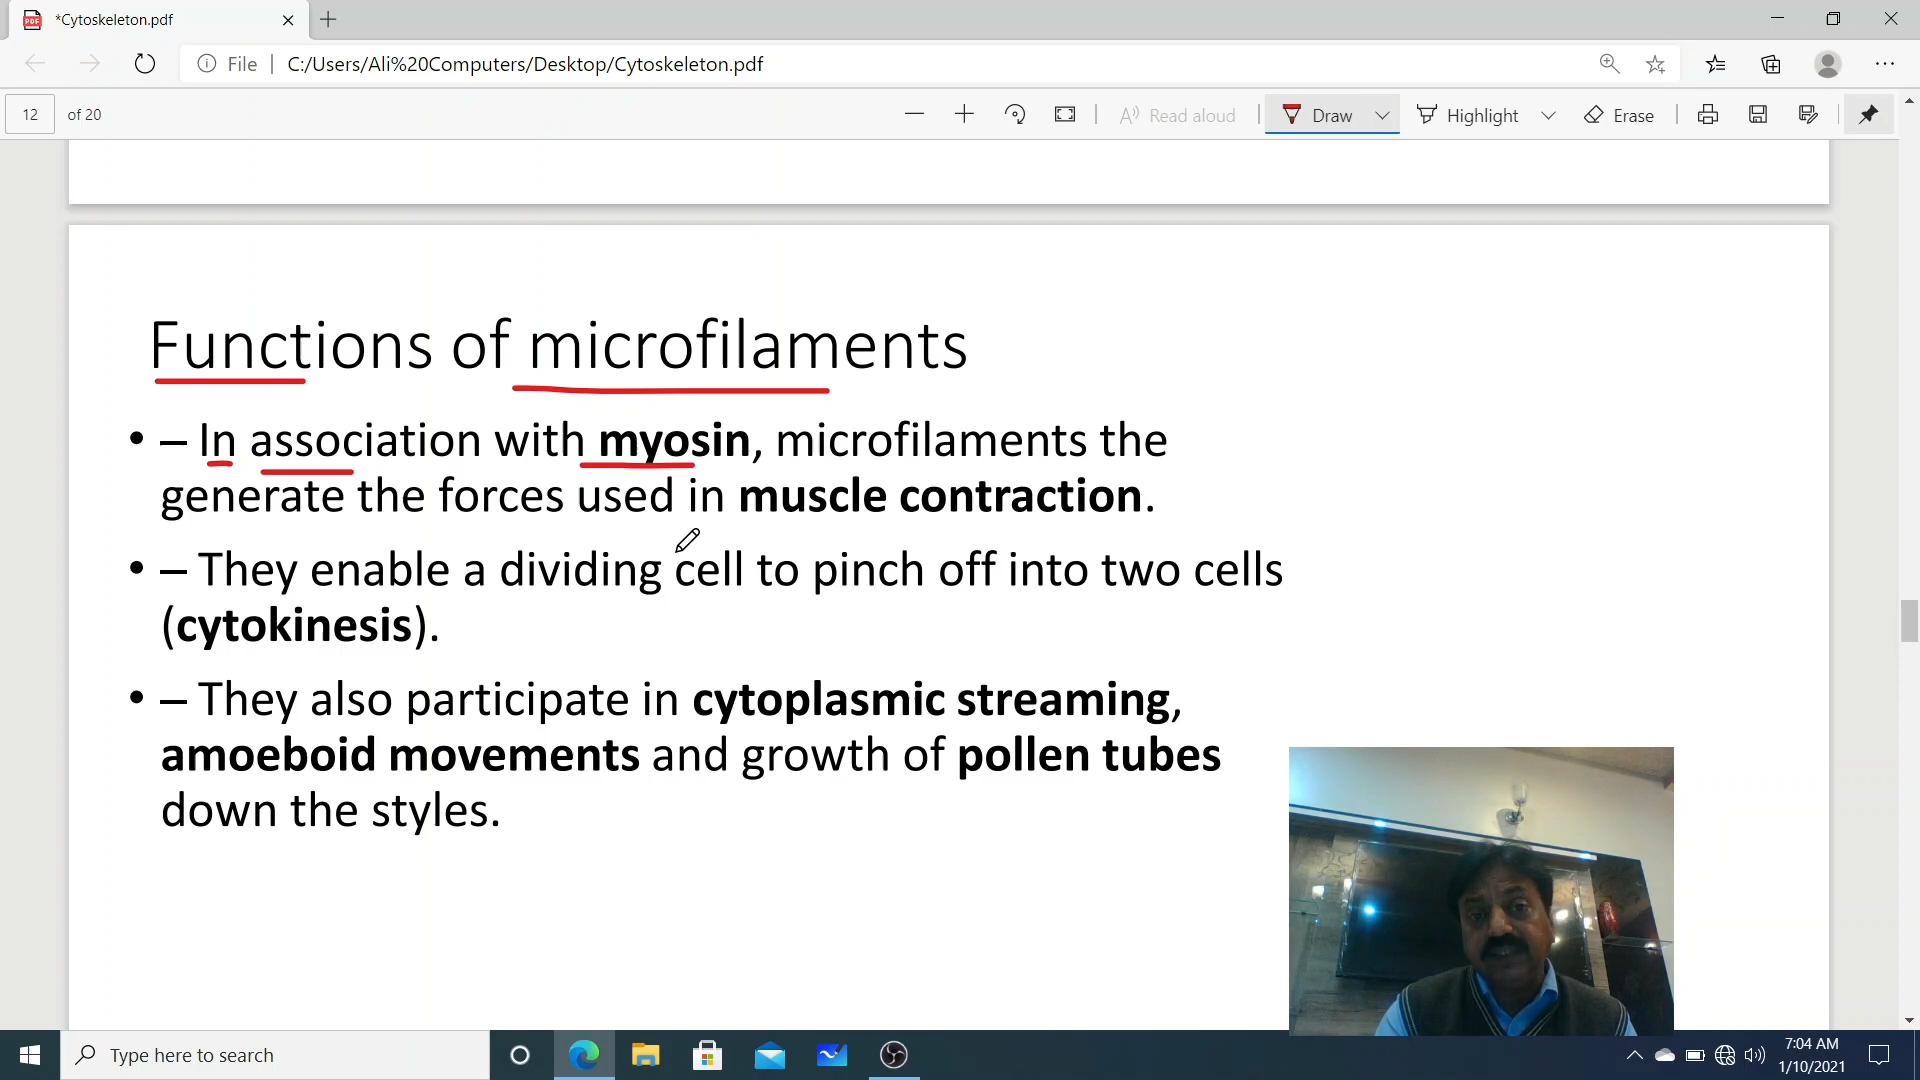 *Cytoskeleton.pdf
File | C:/Users/Ali%20Computers/Desktop/Cytoskeleton.pdf
12 of 20
Read aloud Draw Highlight Erase
Functions of microfilaments
• – In association with myosin, microfilaments the
generate the forces used in muscle contraction.
• – They enable a dividing cell to pinch off into two cells
(cytokinesis).
• – They also participate in cytoplasmic streaming,
amoeboid movements and growth of pollen tubes
down the styles.
Type here to search
7:04 AM
1/10/2021